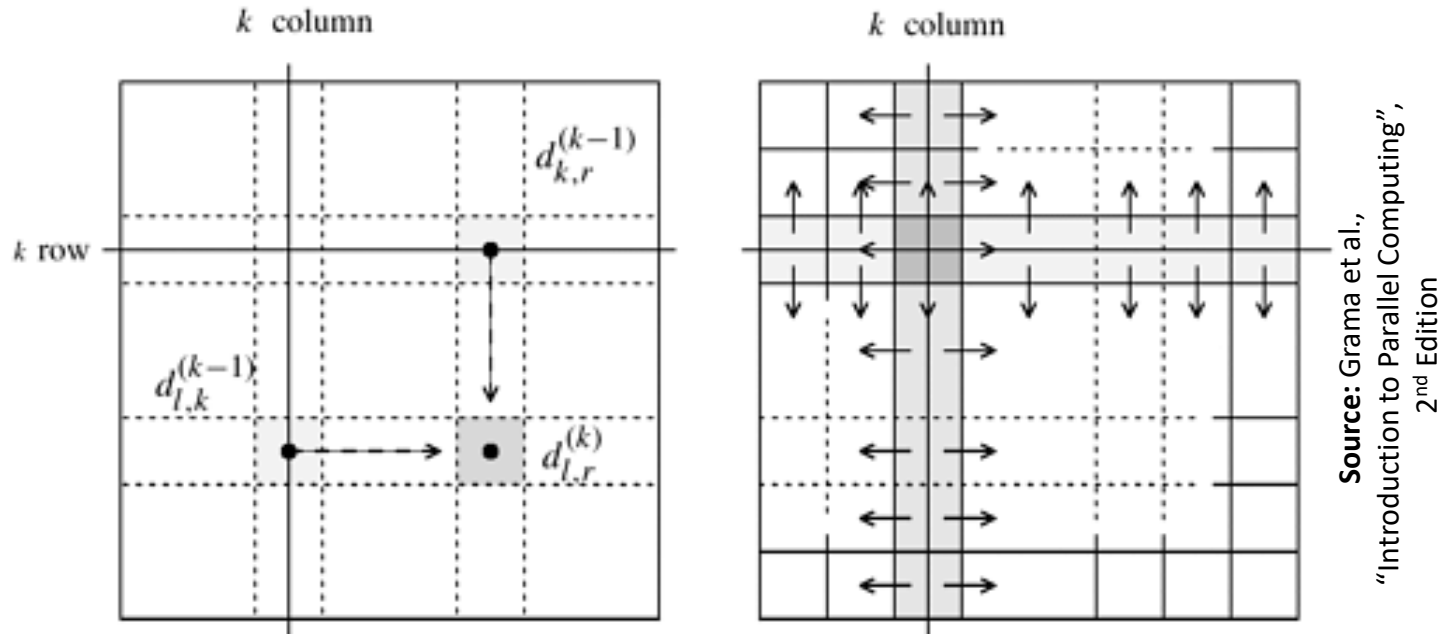 k column
d_{k,r}^{(k-1)}
k row
d_{l,k}^{(k-1)}
d_{l,r}^{(k)}
k column
Source: Grama et al.,
“Introduction to Parallel Computing”,
2nd Edition